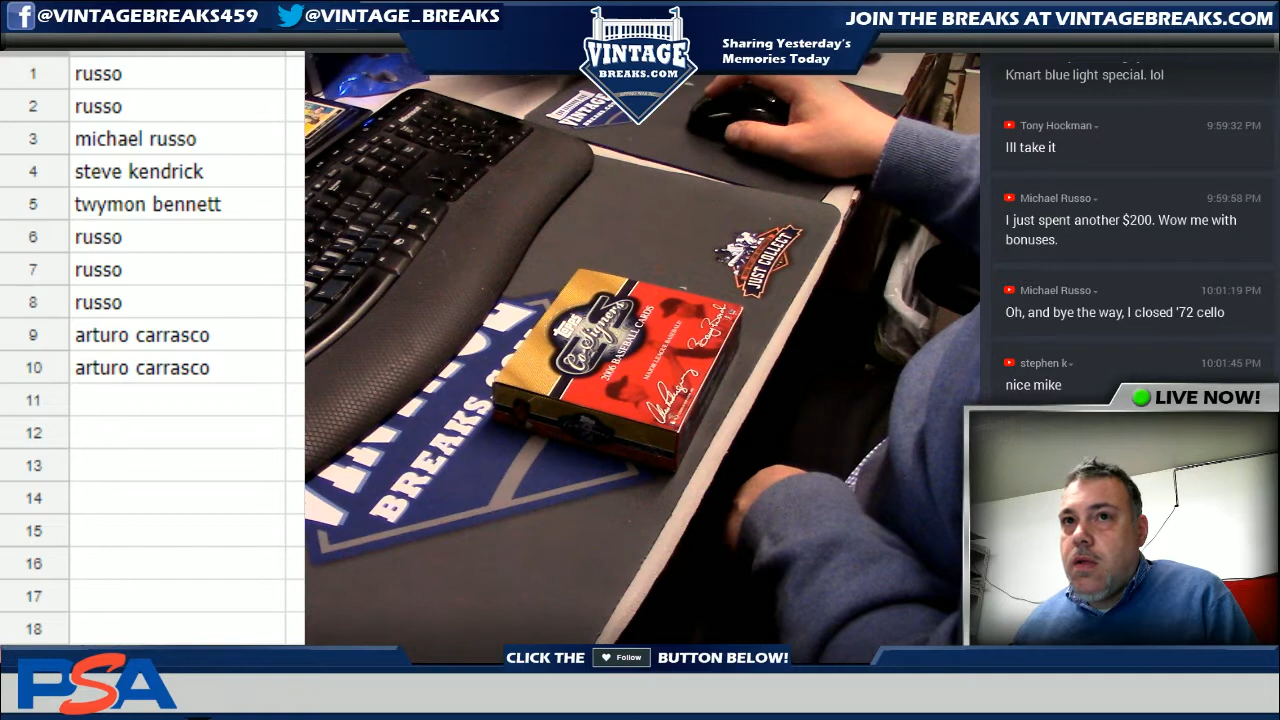 @VINTAGEBREAKS459
@VINTAGE_BREAKS
JOIN THE BREAKS AT VINTAGEBREAKS.COM
VINTAGE
BREAKS.COM
Sharing Yesterday's
Memories Today
1 russo
2 russo
3 michael russo
4 steve kendrick
5 twymon bennett
6 russo
7 russo
8 russo
9 arturo carrasco
10 arturo carrasco
11
12
13
14
15
16
17
18
JUST COLLECT
TOPPS
Co-Signers
2006 BASEBALL CARDS
MAJOR LEAGUE BASEBALL
BREAKS
Kmart blue light special. lol
Tony Hockman 9:59:32 PM
Ill take it
Michael Russo 9:59:58 PM
I just spent another $200. Wow me with
bonuses.
Michael Russo 10:01:19 PM
Oh, and bye the way, I closed '72 cello
stephen k 10:01:45 PM
nice mike
LIVE NOW!
CLICK THE Follow BUTTON BELOW!
PSA